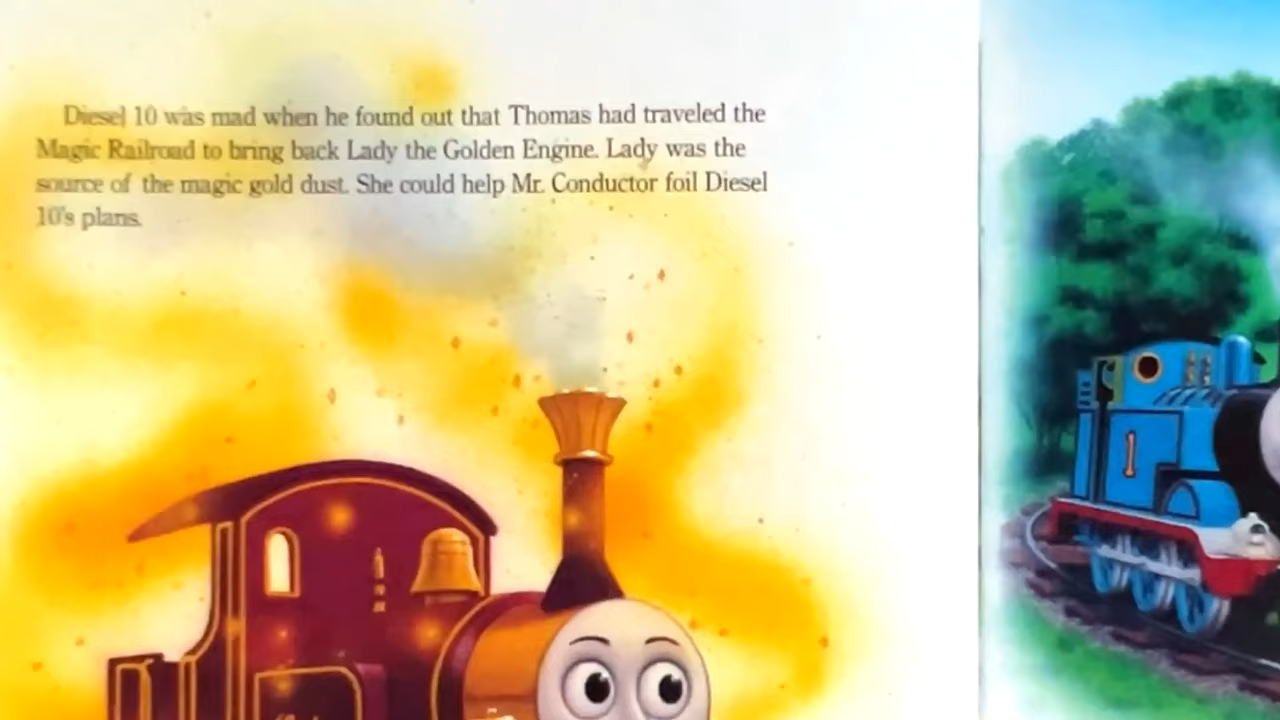 Diesel 10 was mad when he found out that Thomas had traveled the
Magic Railroad to bring back Lady the Golden Engine. Lady was the
source of the magic gold dust. She could help Mr. Conductor foil Diesel
10's plans.
1